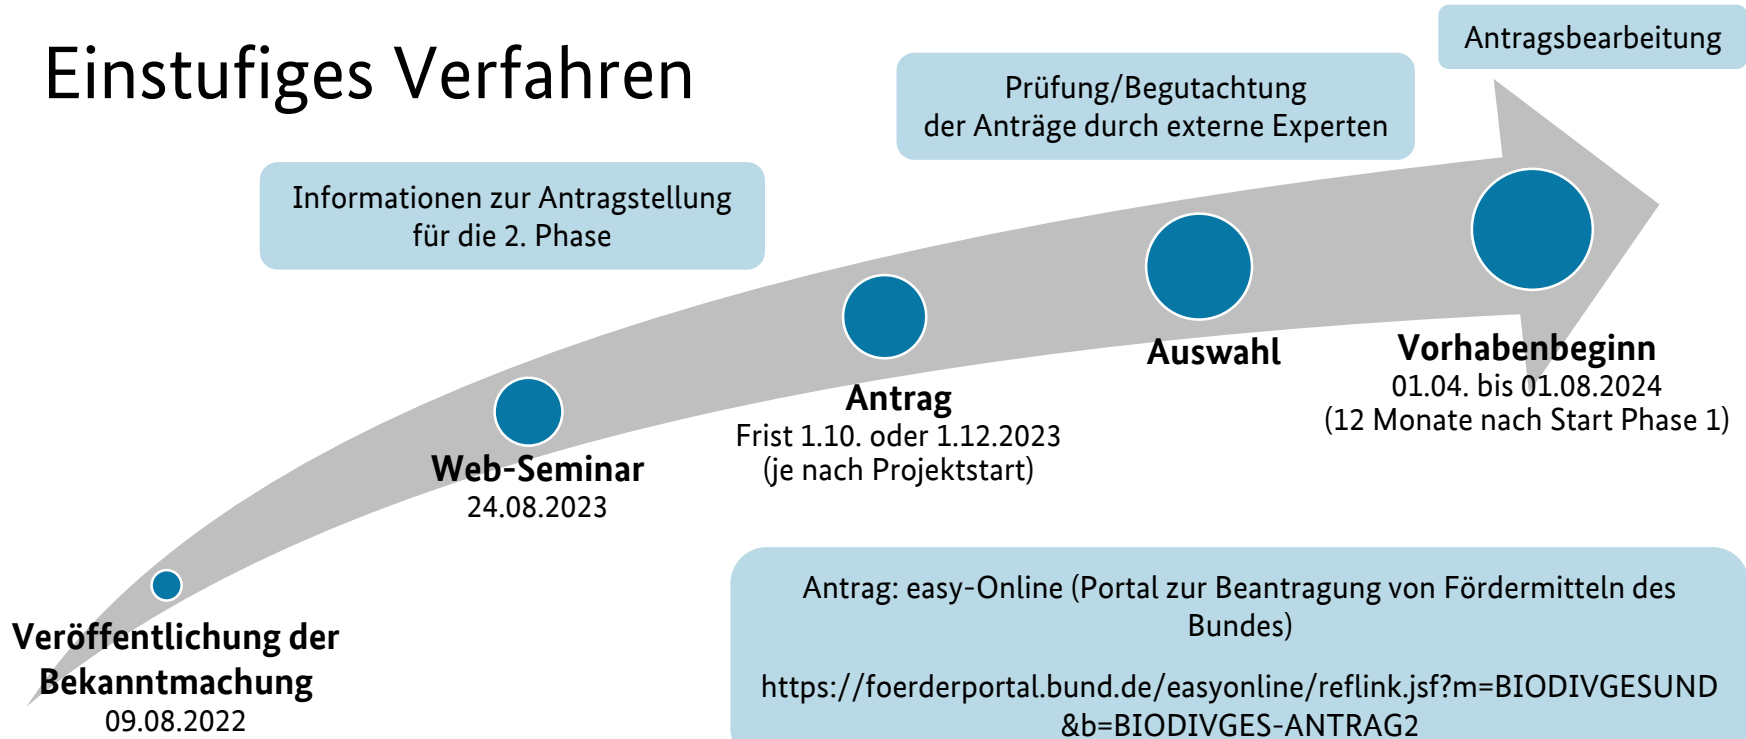 Einstufiges Verfahren
Antragsbearbeitung
Prüfung/Begutachtung
der Anträge durch externe Experten
Informationen zur Antragstellung
für die 2. Phase
Veröffentlichung der
Bekanntmachung
09.08.2022
Web-Seminar
24.08.2023
Antrag
Frist 1.10. oder 1.12.2023
(je nach Projektstart)
Auswahl
Vorhabenbeginn
01.04. bis 01.08.2024
(12 Monate nach Start Phase 1)
Antrag: easy-Online (Portal zur Beantragung von Fördermitteln des
Bundes)
https://foerderportal.bund.de/easyonline/reflink.jsf?m=BIODIVGESUND
&b=BIODIVGES-ANTRAG2